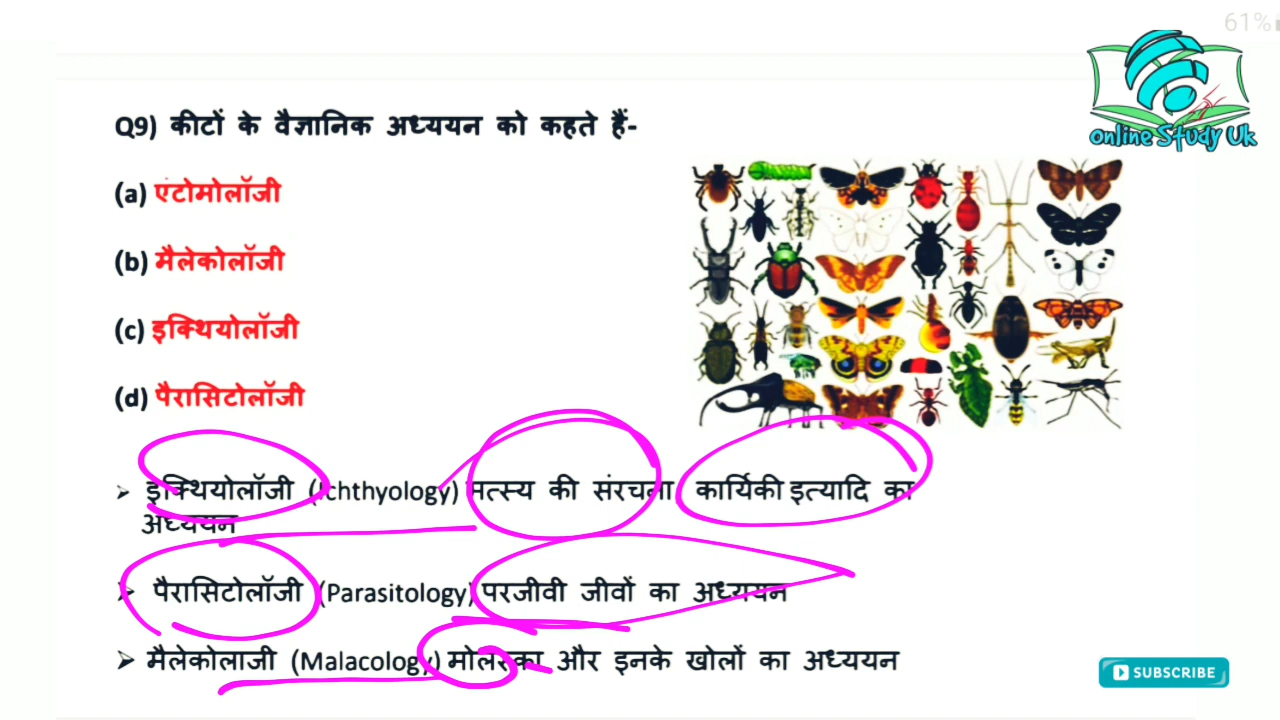 61%
Online Study Uk
Q9) कीटों के वैज्ञानिक अध्ययन को कहते हैं-
(a) एंटोमोलॉजी
(b) मैलेकोलॉजी
(c) इक्थियोलॉजी
(d) पैरासिटोलॉजी
➢ इक्थियोलॉजी (Ichthyology) मत्स्य की संरचना कार्यिकी इत्यादि का
अध्ययन
➢ पैरासिटोलॉजी (Parasitology) परजीवी जीवों का अध्ययन
➢ मैलेकोलाजी (Malacology) मोलस्का और इनके खोलों का अध्ययन
SUBSCRIBE